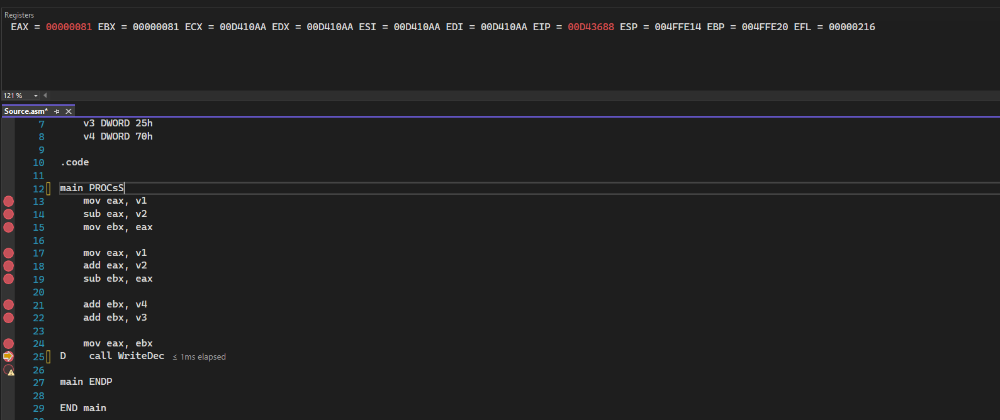 Registers
EAX = 00000081 EBX = 00000081 ECX = 00D410AA EDX = 00D410AA ESI = 00D410AA EDI = 00D410AA EIP = 00D43688 ESP = 004FFE14 EBP = 004FFE20 EFL = 00000216
121 %
Source.asm*
7 v3 DWORD 25h
8 v4 DWORD 70h
9
10 .code
11
12 main PROCsS
13 mov eax, v1
14 sub eax, v2
15 mov ebx, eax
16
17 mov eax, v1
18 add eax, v2
19 sub ebx, eax
20
21 add ebx, v4
22 add ebx, v3
23
24 mov eax, ebx
25 D call WriteDec ≤ 1ms elapsed
26
27 main ENDP
28
29 END main